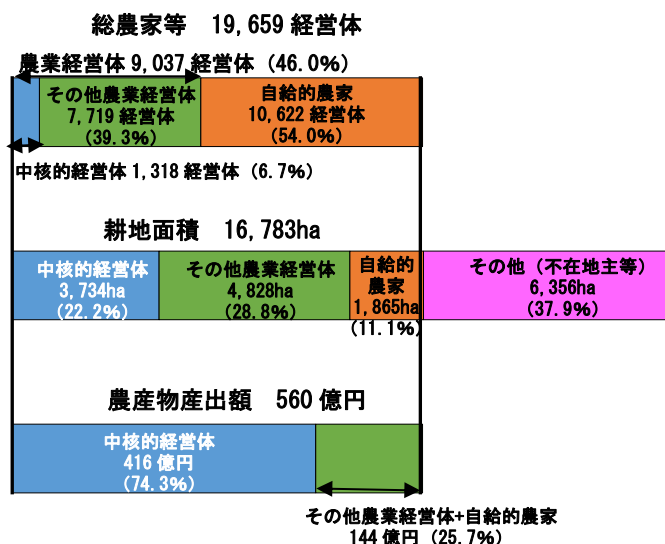 総農家等　19,659 経営体
農業経営体 9,037 経営体（46.0%）
その他農業経営体
7,719 経営体
(39.3%)
自給的農家
10,622 経営体
(54.0%)
中核的経営体 1,318 経営体（6.7%）
耕地面積　16,783ha
中核的経営体
3,734ha
(22.2%)
その他農業経営体
4,828ha
(28.8%)
自給的
農家
1,865ha
(11.1%)
その他（不在地主等）
6,356ha
(37.9%)
農産物産出額　560 億円
中核的経営体
416 億円
(74.3%)
その他農業経営体+自給的農家
144 億円（25.7%）